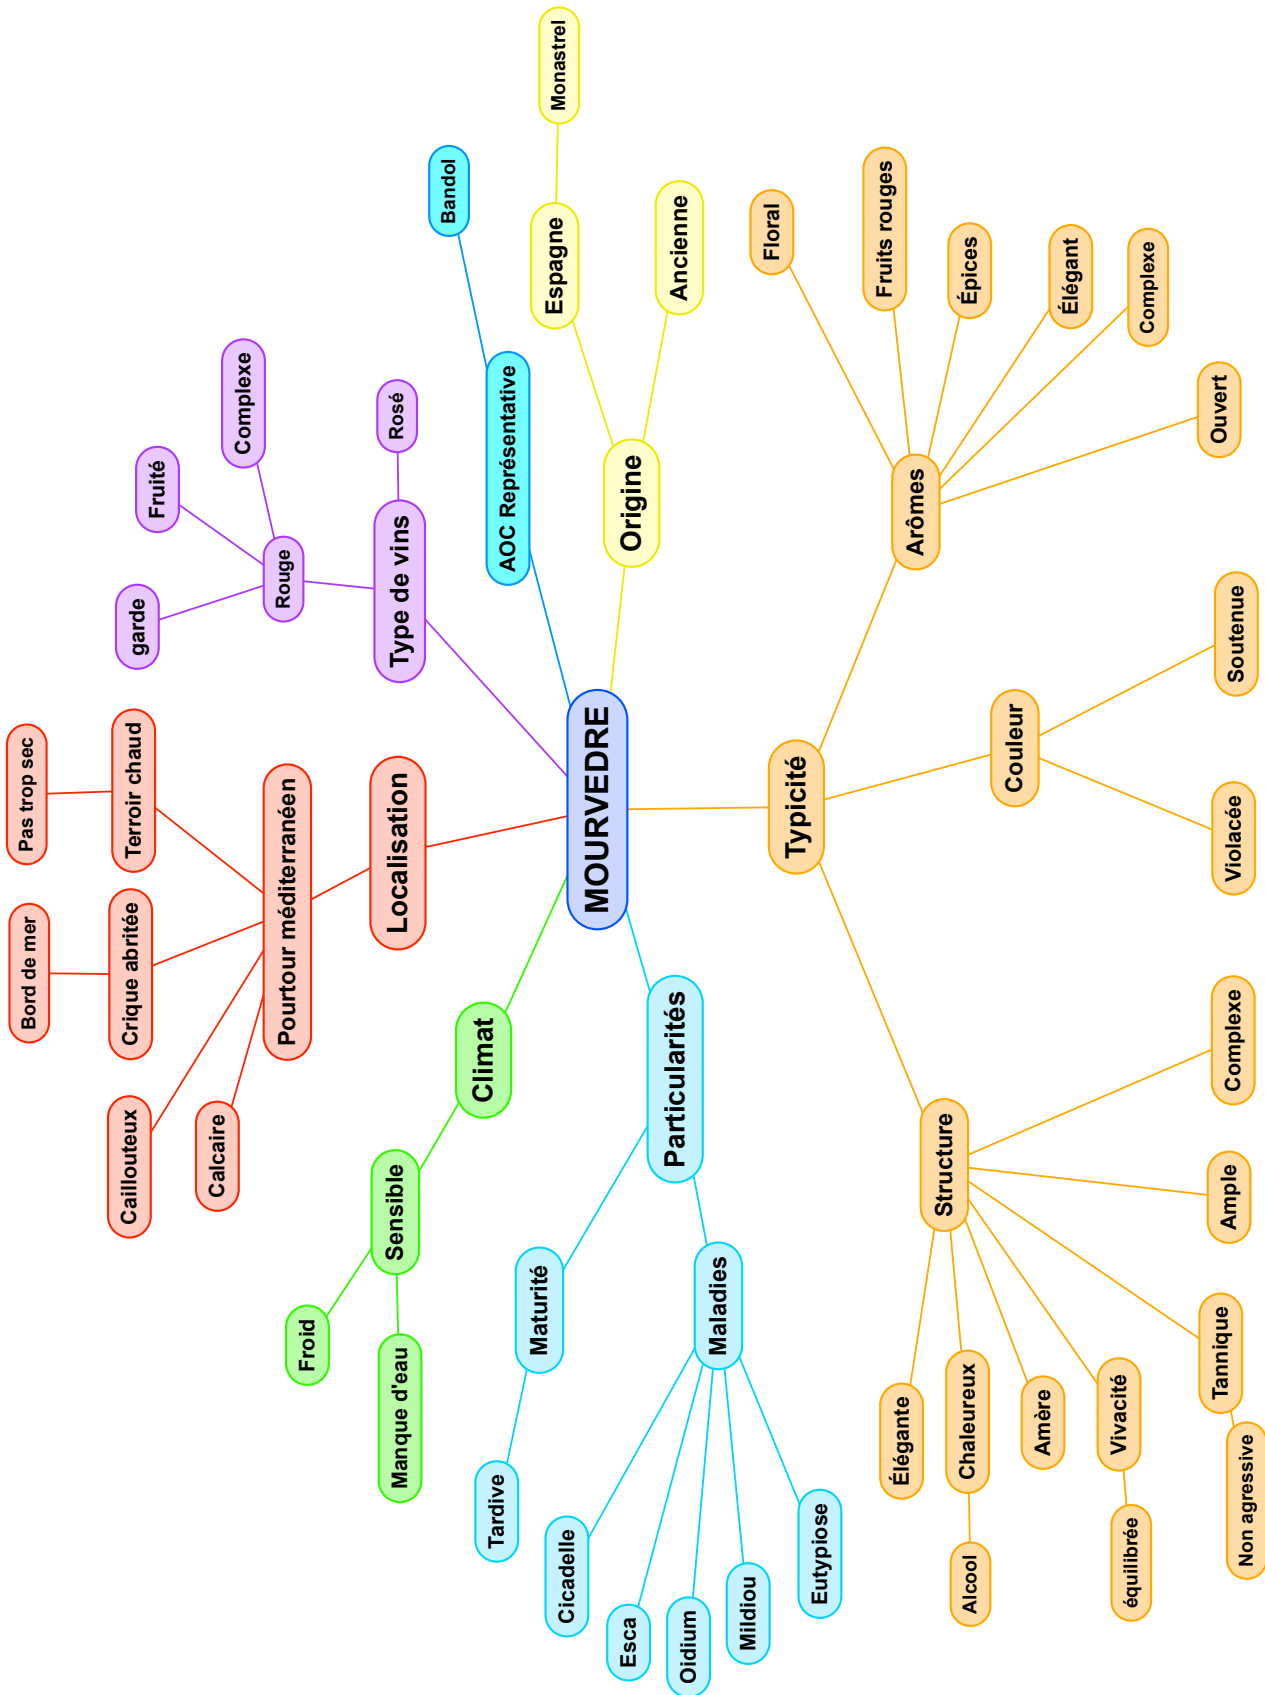 MOURVEDRE
Localisation
Pourtour méditerranéen
Terroir chaud
Pas trop sec
Crique abritée
Bord de mer
Caillouteux
Calcaire
Type de vins
Rouge
garde
Fruité
Complexe
Rosé
AOC Représentative
Bandol
Origine
Espagne
Monastrel
Ancienne
Typicité
Arômes
Floral
Fruits rouges
Épices
Élégant
Complexe
Ouvert
Couleur
Soutenue
Violacée
Structure
Complexe
Ample
Tannique
Non agressive
Vivacité
équilibrée
Amère
Chaleureux
Alcool
Élégante
Particularités
Maladies
Eutypiose
Mildiou
Oidium
Esca
Cicadelle
Maturité
Tardive
Climat
Sensible
Manque d'eau
Froid